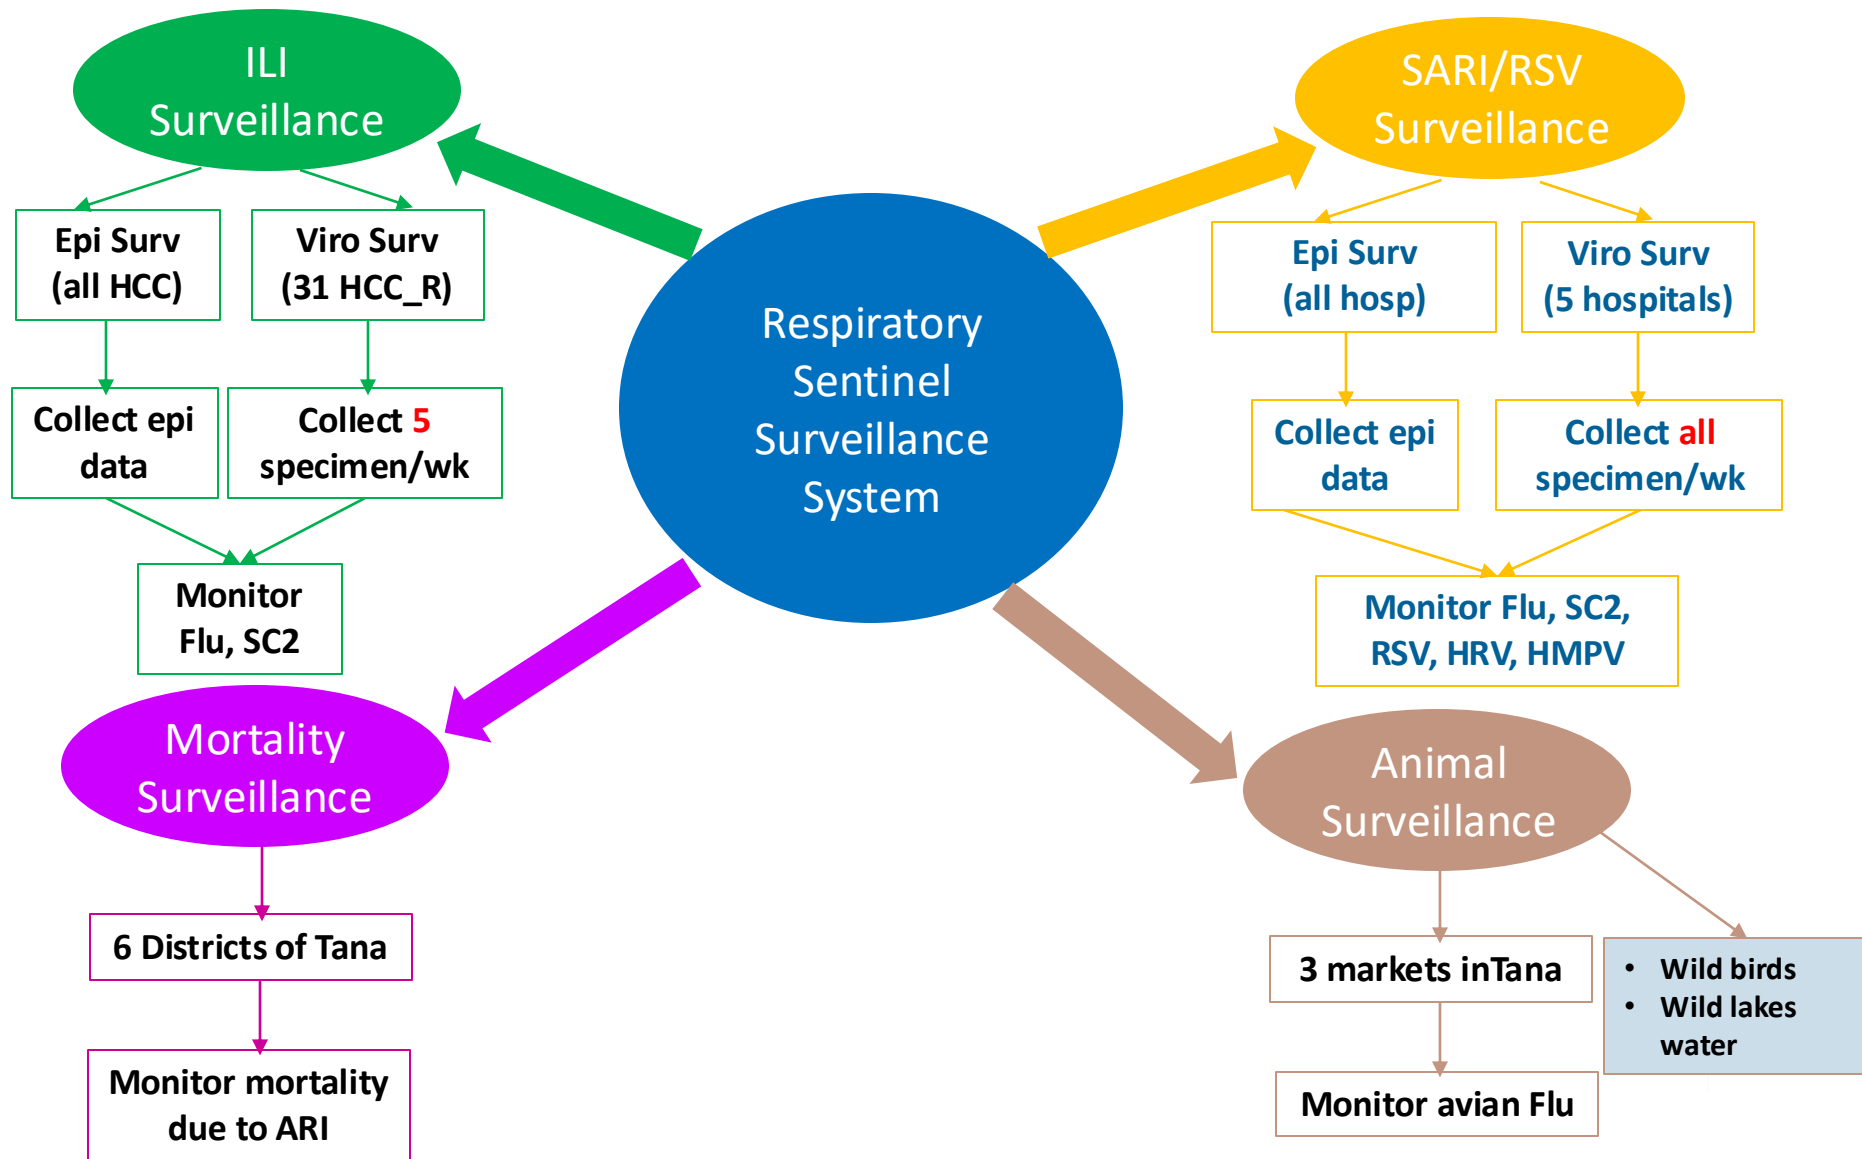 ILI
Surveillance
Epi Surv
(all HCC)
Viro Surv
(31 HCC_R)
Collect epi
data
Collect 5
specimen/wk
Monitor
Flu, SC2
SARI/RSV
Surveillance
Epi Surv
(all hosp)
Viro Surv
(5 hospitals)
Collect epi
data
Collect all
specimen/wk
Monitor Flu, SC2,
RSV, HRV, HMPV
Respiratory
Sentinel
Surveillance
System
Mortality
Surveillance
6 Districts of Tana
Monitor mortality
due to ARI
Animal
Surveillance
3 markets inTana
Monitor avian Flu
• Wild birds
• Wild lakes
water